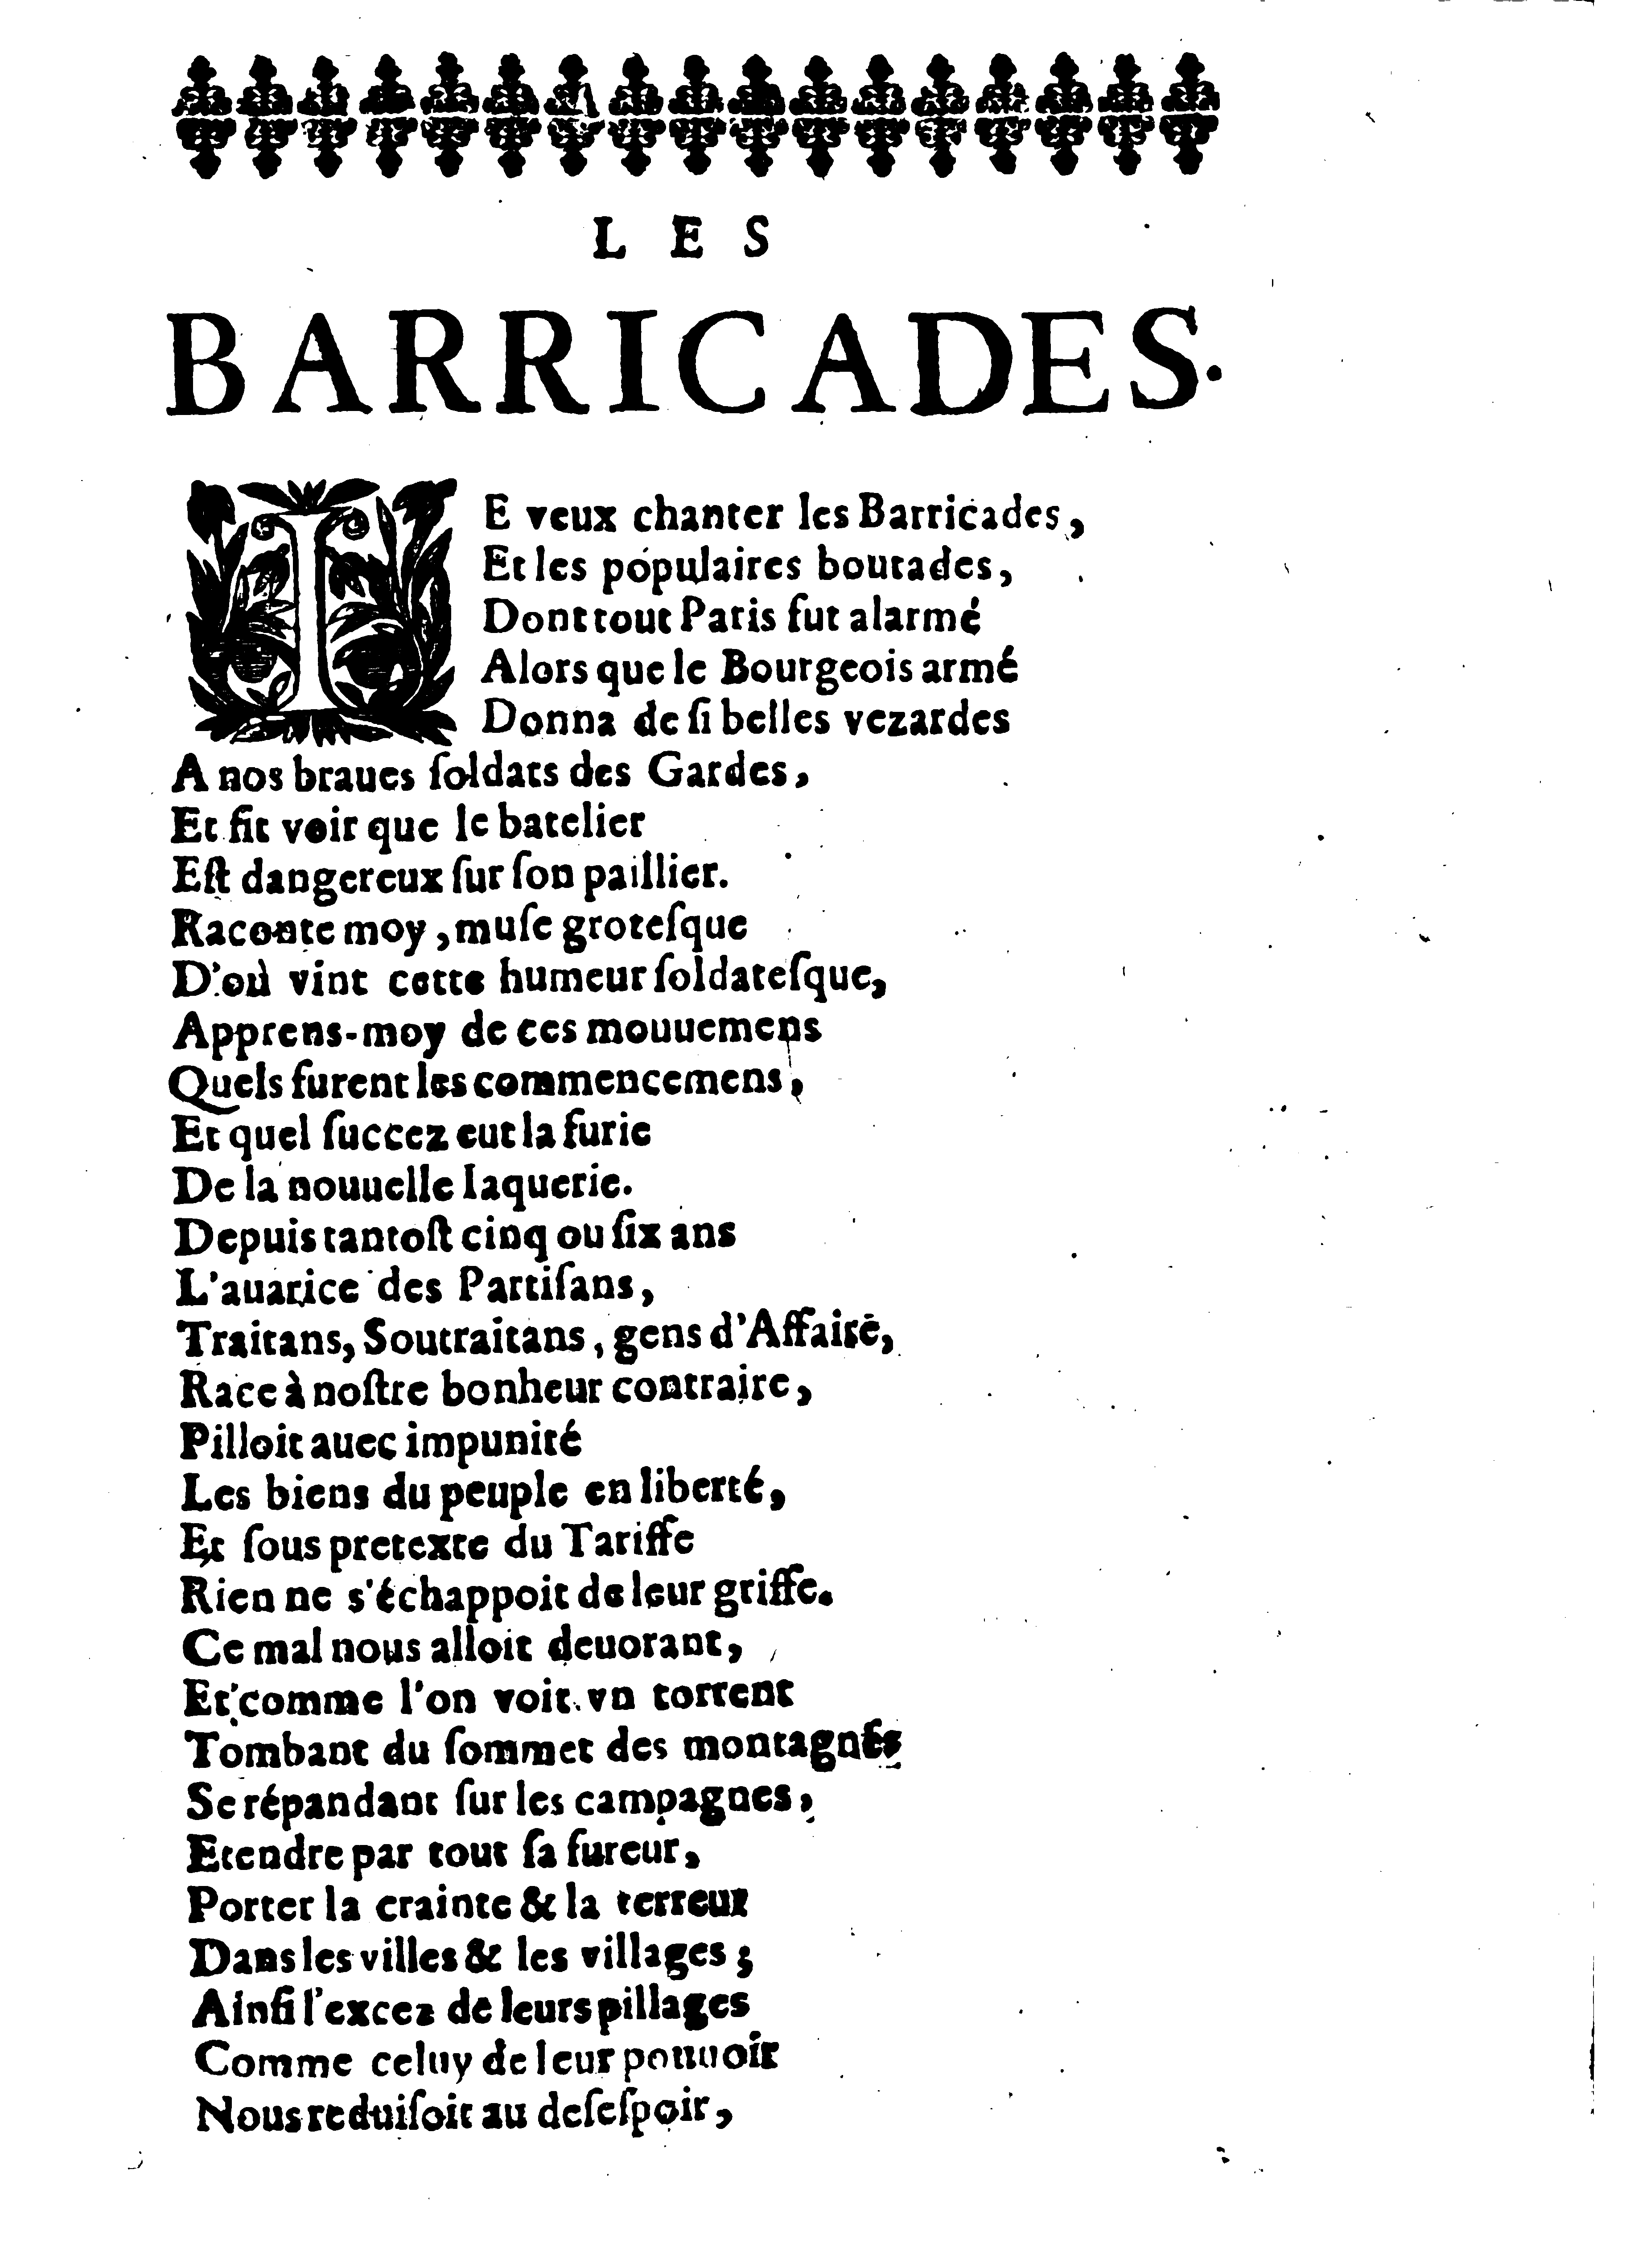 LES
BARRICADES.
IE veux chanter les Barricades,
Et les populaires boutades,
Dont tout Paris fut alarmé
Alors que le Bourgeois armé
Donna de ſi belles vezardes
A nos braues ſoldats des Gardes,
Et fit voir que le batelier
Eſt dangereux ſur ſon paillier.
Raconte moy, muſe groteſque
D'où vint cette humeur ſoldateſque,
Apprens-moy de ces mouuemens
Quels furent les commencemens,
Et quel ſuccez eut la furie
De la nouuelle Iaquerie.
Depuis tantoſt cinq ou ſix ans
L'auarice des Partiſans,
Traitans, Soutraitans, gens d'Affaire,
Race à noſtre bonheur contraire,
Pilloit auec impunité
Les biens du peuple en liberté,
Et ſous pretexte du Tariffe
Rien ne s'échappoit de leur griffe.
Ce mal nous alloit deuorant,
Et comme l'on voit vn torrent
Tombant du ſommet des montagnes
Se répandant ſur les campagnes,
Etendre par tout ſa fureur,
Porter la crainte & la terreur
Dans les villes & les villages;
Ainſi l'excez de leurs pillages
Comme celuy de leur pouuoir
Nous reduiſoit au deſeſpoir,